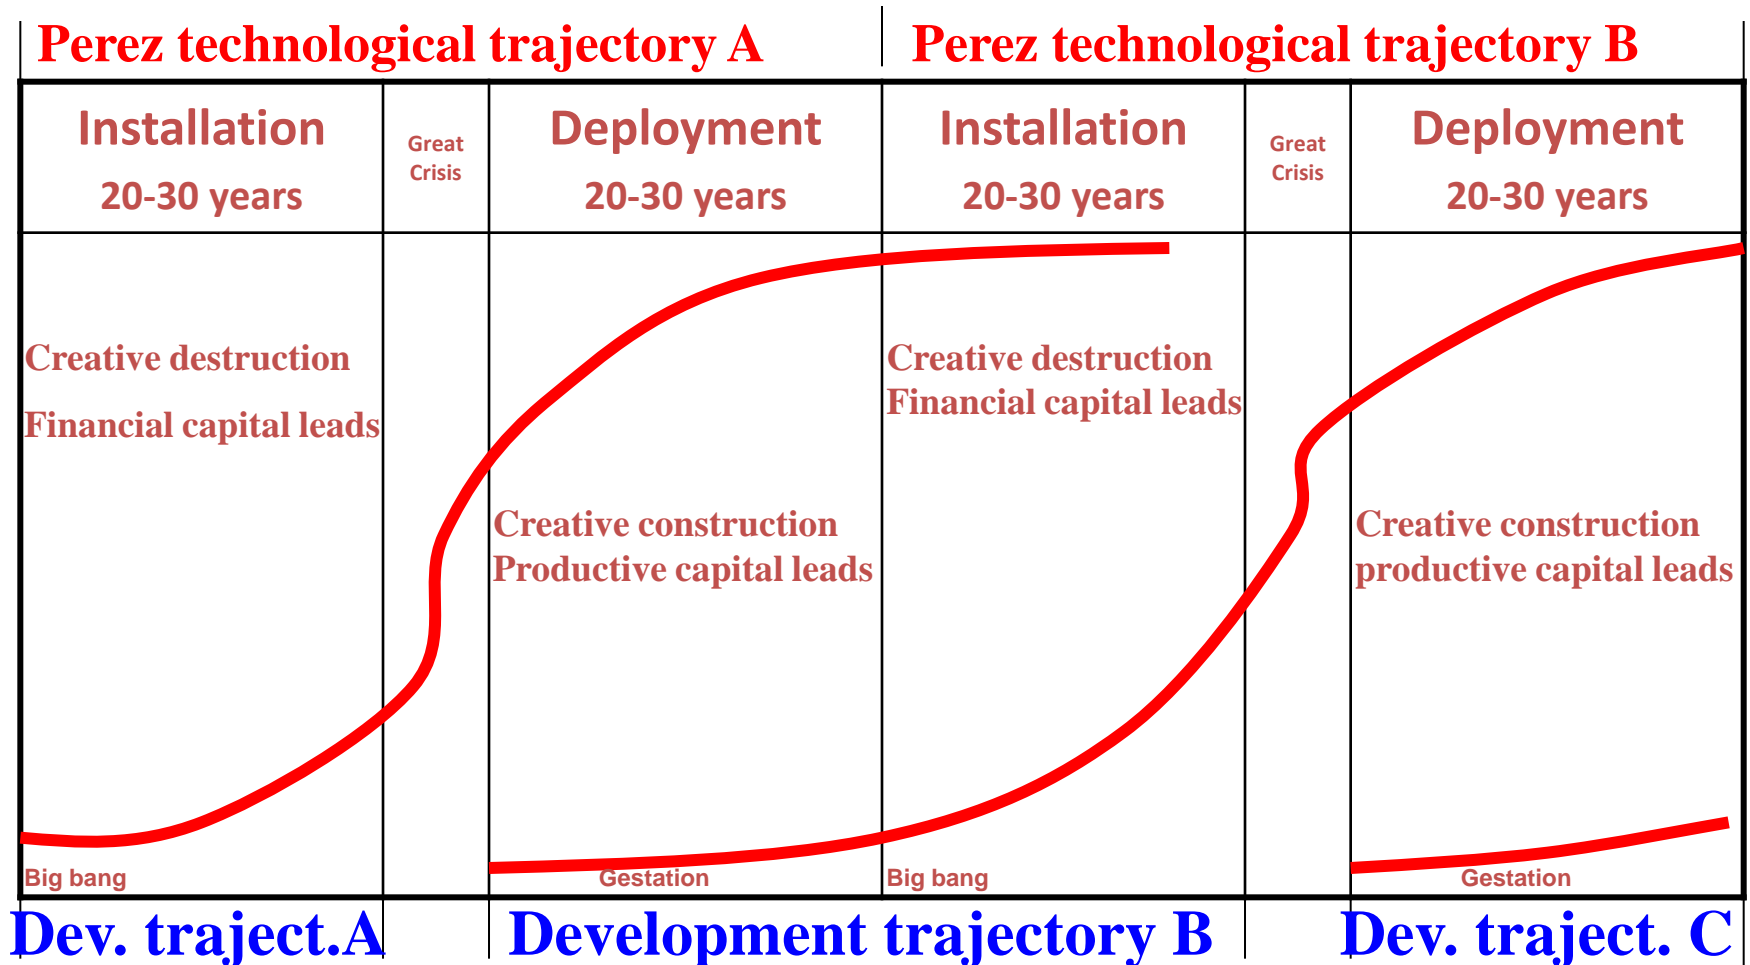 Perez technological trajectory A
Perez technological trajectory B
Installation
20-30 years
Great
Crisis
Deployment
20-30 years
Installation
20-30 years
Great
Crisis
Deployment
20-30 years
Creative destruction
Financial capital leads
Creative construction
Productive capital leads
Creative destruction
Financial capital leads
Creative construction
productive capital leads
Big bang
Gestation
Big bang
Gestation
Dev. traject.A
Development trajectory B
Dev. traject. C